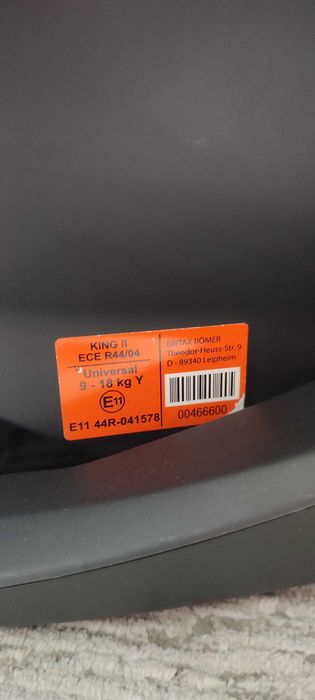 KING II
ECE R44/04
Universal
9 - 18 kg Y
E11
E11 44R-041578
BRITAX RÖMER
Theodor-Heuss-Str. 9
D - 89340 Leipheim
00466600